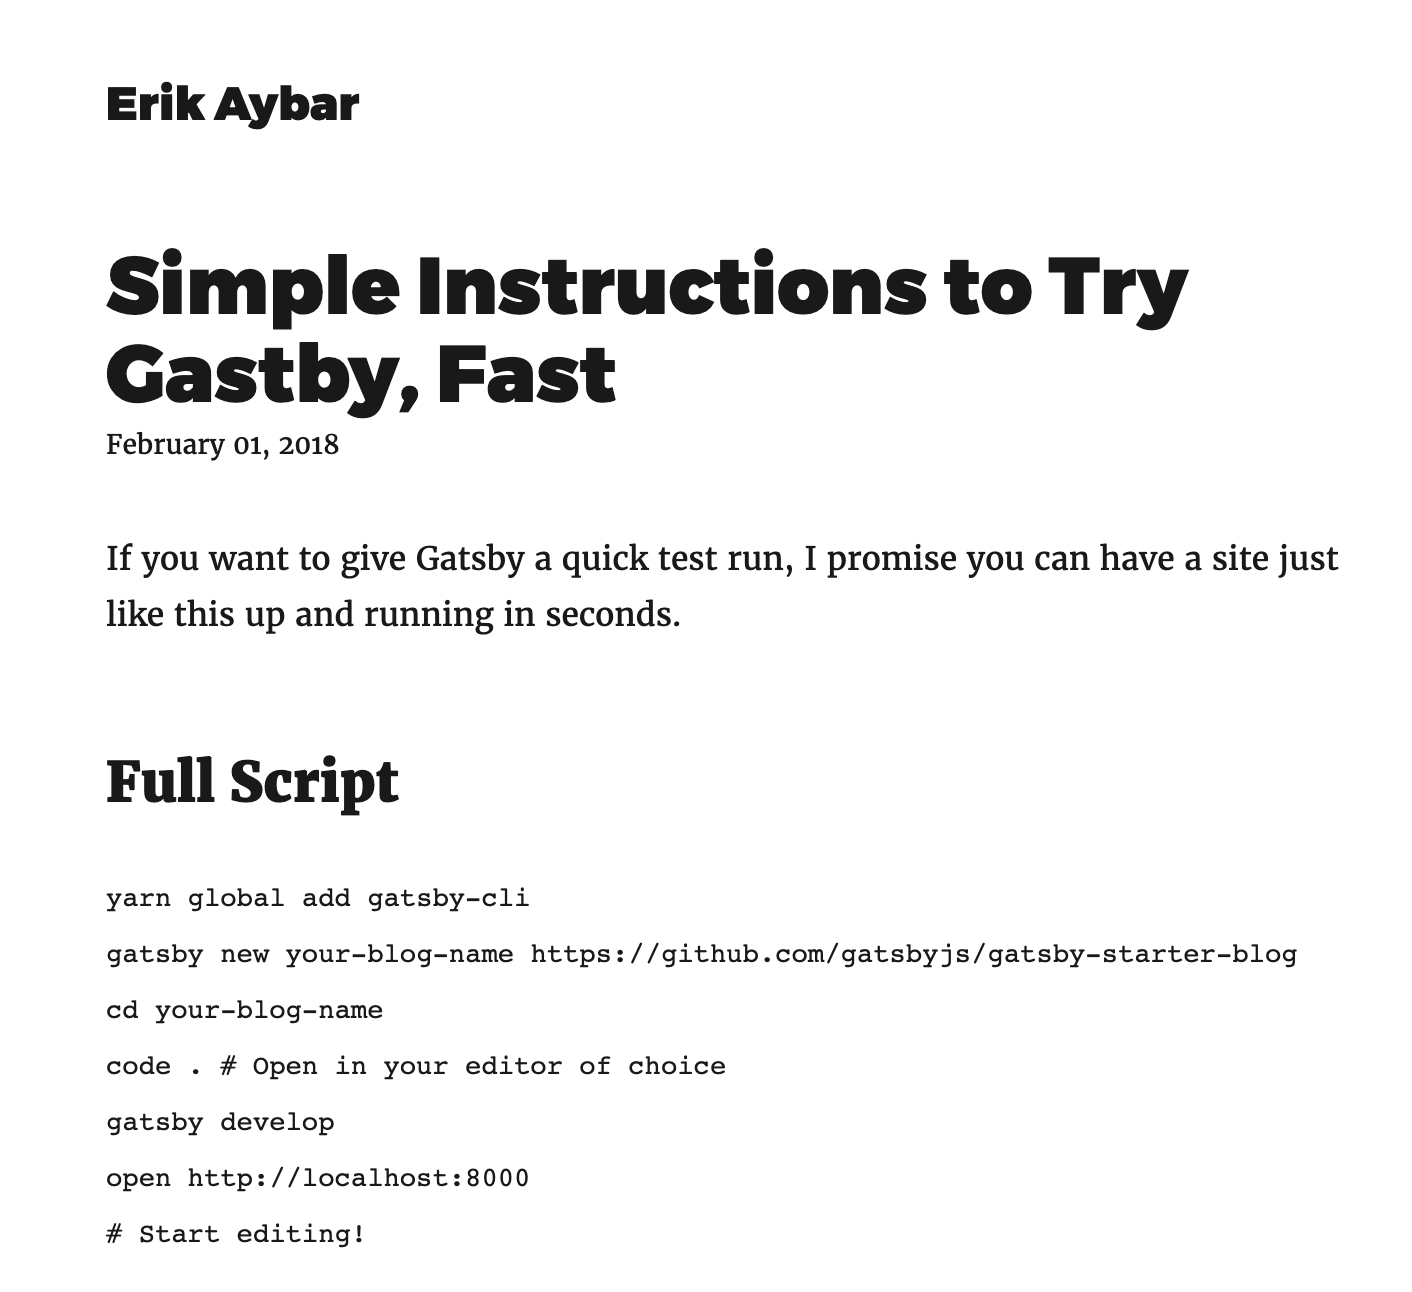 Erik Aybar
Simple Instructions to Try
Gastby, Fast
February 01, 2018
If you want to give Gatsby a quick test run, I promise you can have a site just
like this up and running in seconds.
Full Script
yarn global add gatsby-cli
gatsby new your-blog-name https://github.com/gatsbyjs/gatsby-starter-blog
cd your-blog-name
code . # Open in your editor of choice
gatsby develop
open http://localhost:8000
# Start editing!